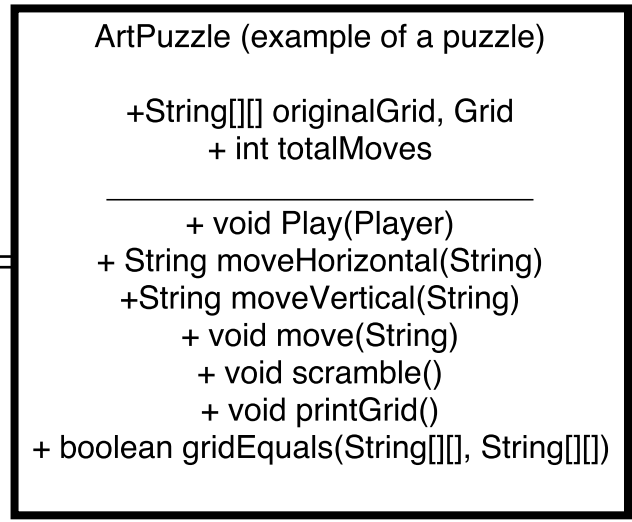 ArtPuzzle (example of a puzzle)
+String[][] originalGrid, Grid
+ int totalMoves
+ void Play(Player)
+ String moveHorizontal(String)
+String moveVertical(String)
+ void move(String)
+ void scramble()
+ void printGrid()
+ boolean gridEquals(String[][], String[][])